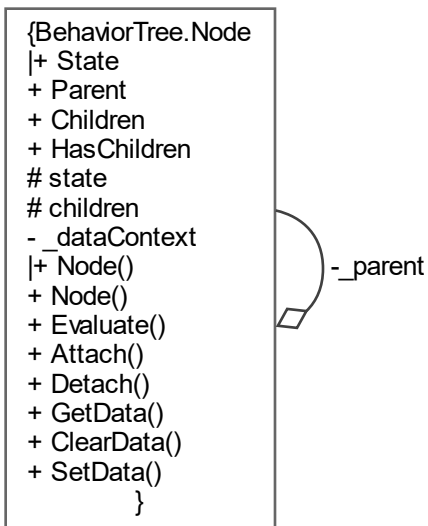 {BehaviorTree.Node
|+ State
+ Parent
+ Children
+ HasChildren
# state
# children
- _dataContext
|+ Node()
+ Node()
+ Evaluate()
+ Attach()
+ Detach()
+ GetData()
+ ClearData()
+ SetData()
}
-_parent